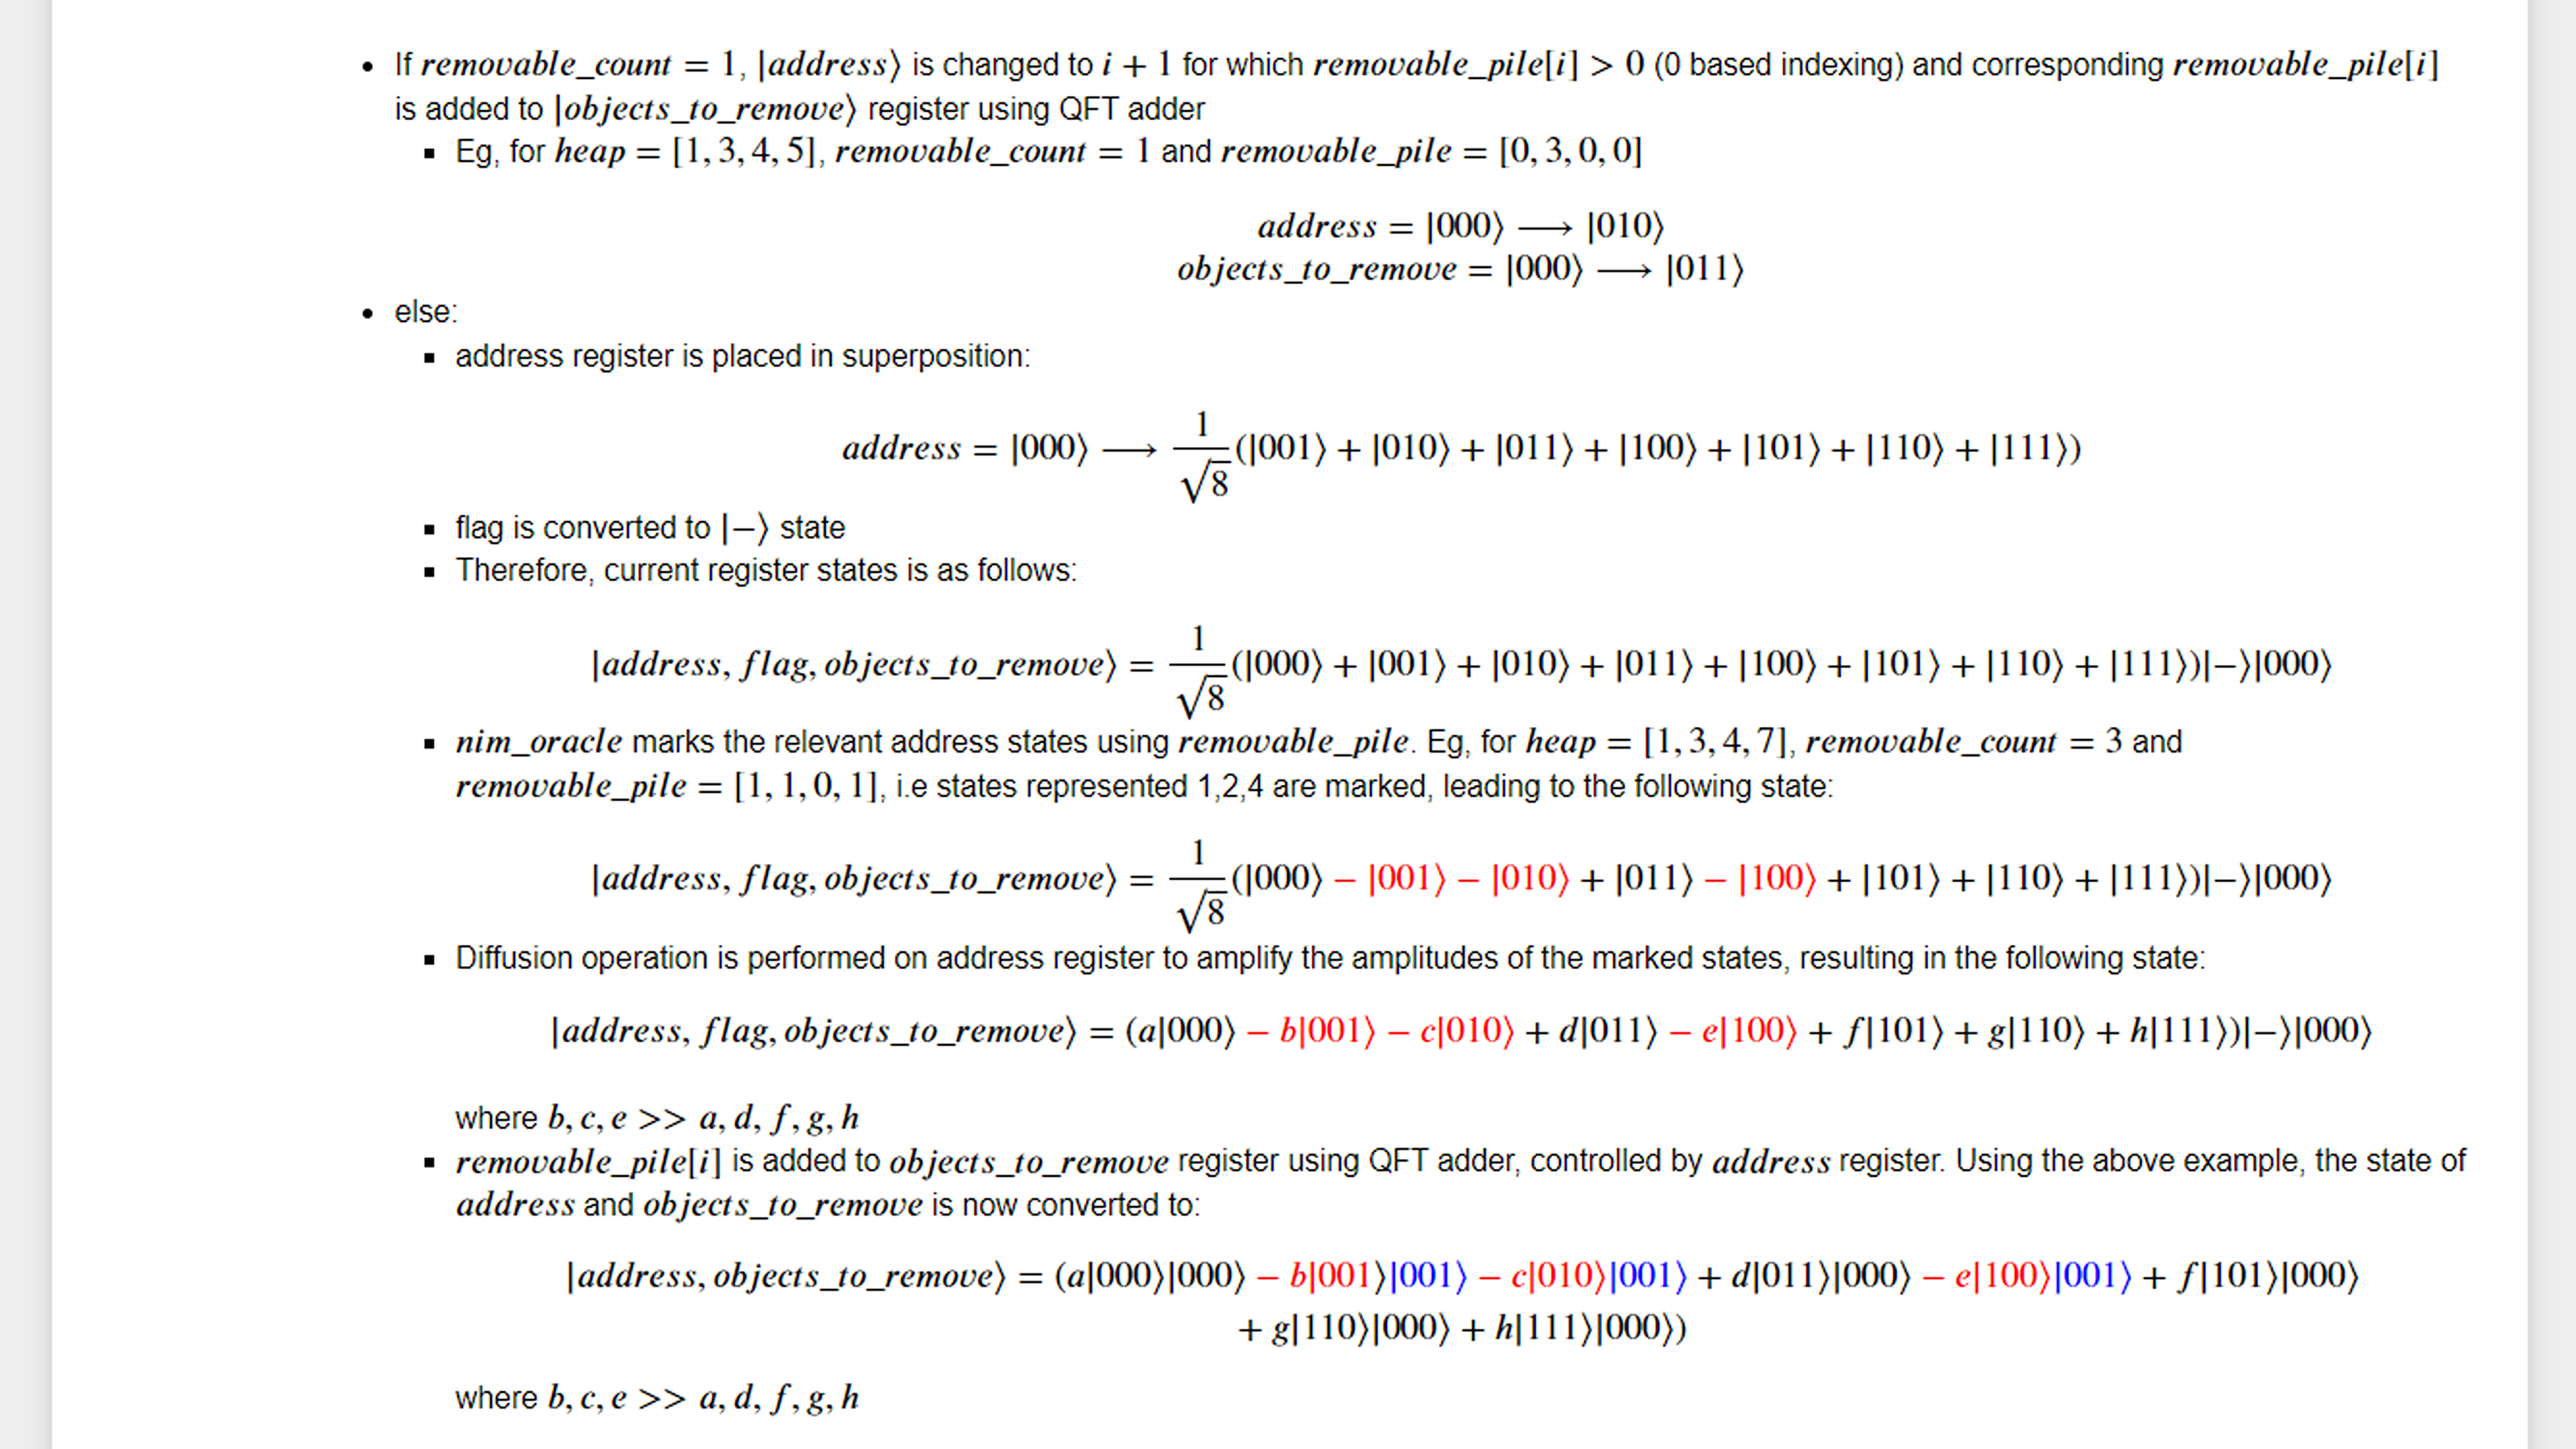 • If removable_count = 1, |address⟩ is changed to i + 1 for which removable_pile[i] > 0 (0 based indexing) and corresponding removable_pile[i]
is added to |objects_to_remove⟩ register using QFT adder
▪ Eg, for heap = [1, 3, 4, 5], removable_count = 1 and removable_pile = [0, 3, 0, 0]
address = |000⟩ ⟶ |010⟩
objects_to_remove = |000⟩ ⟶ |011⟩
• else:
▪ address register is placed in superposition:
address = |000⟩ ⟶ 1/√8 (|001⟩ + |010⟩ + |011⟩ + |100⟩ + |101⟩ + |110⟩ + |111⟩)
▪ flag is converted to |−⟩ state
▪ Therefore, current register states is as follows:
|address, flag, objects_to_remove⟩ = 1/√8 (|000⟩ + |001⟩ + |010⟩ + |011⟩ + |100⟩ + |101⟩ + |110⟩ + |111⟩)|−⟩|000⟩
▪ nim_oracle marks the relevant address states using removable_pile. Eg, for heap = [1, 3, 4, 7], removable_count = 3 and
removable_pile = [1, 1, 0, 1], i.e states represented 1,2,4 are marked, leading to the following state:
|address, flag, objects_to_remove⟩ = 1/√8 (|000⟩ − |001⟩ − |010⟩ + |011⟩ − |100⟩ + |101⟩ + |110⟩ + |111⟩)|−⟩|000⟩
▪ Diffusion operation is performed on address register to amplify the amplitudes of the marked states, resulting in the following state:
|address, flag, objects_to_remove⟩ = (a|000⟩ − b|001⟩ − c|010⟩ + d|011⟩ − e|100⟩ + f|101⟩ + g|110⟩ + h|111⟩)|−⟩|000⟩
where b, c, e >> a, d, f, g, h
▪ removable_pile[i] is added to objects_to_remove register using QFT adder, controlled by address register. Using the above example, the state of
address and objects_to_remove is now converted to:
|address, objects_to_remove⟩ = (a|000⟩|000⟩ − b|001⟩|001⟩ − c|010⟩|001⟩ + d|011⟩|000⟩ − e|100⟩|001⟩ + f|101⟩|000⟩
+ g|110⟩|000⟩ + h|111⟩|000⟩)
where b, c, e >> a, d, f, g, h